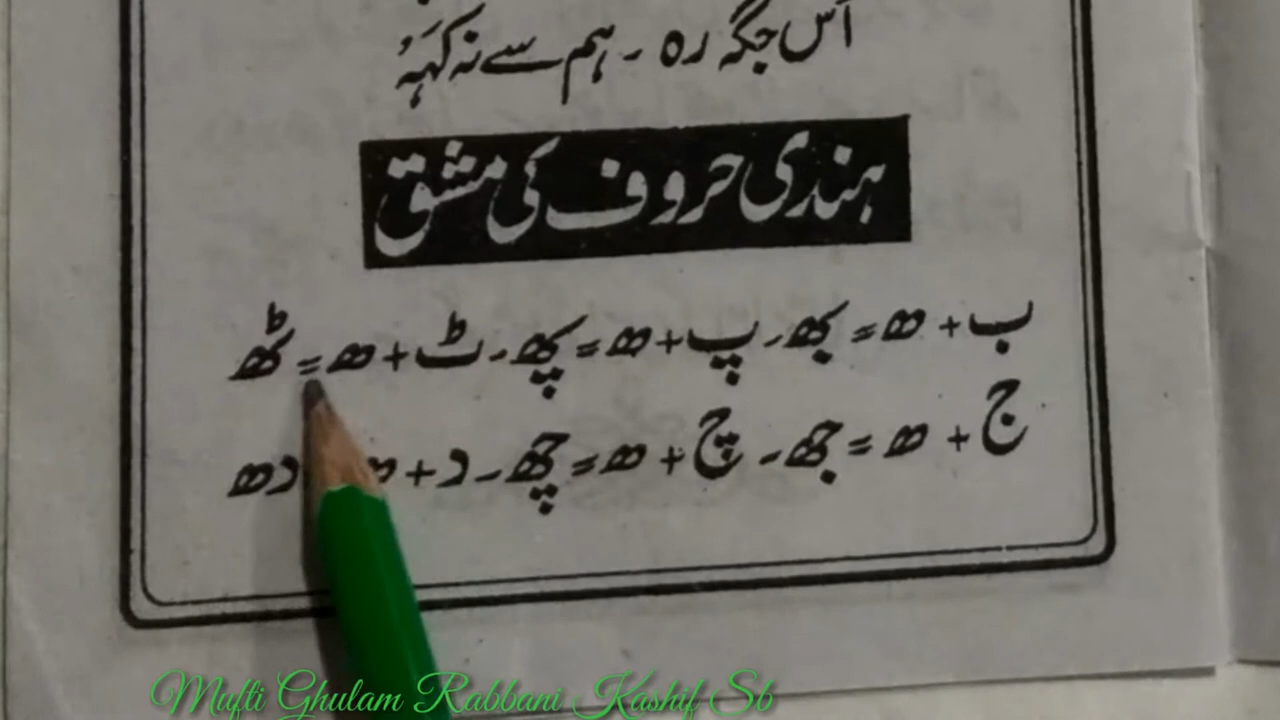 اس جگہ رہ ۔ ہم سے نہ کہہ
ہندی حروف کی مشق
ب + ھ = بھ ۔ پ + ھ = پھ ۔ ٹ + ھ = ٹھ
ج + ھ = جھ ۔ چ + ھ = چھ ۔ د + ھ دھ
Mufti Ghulam Rabbani Kashif Sb